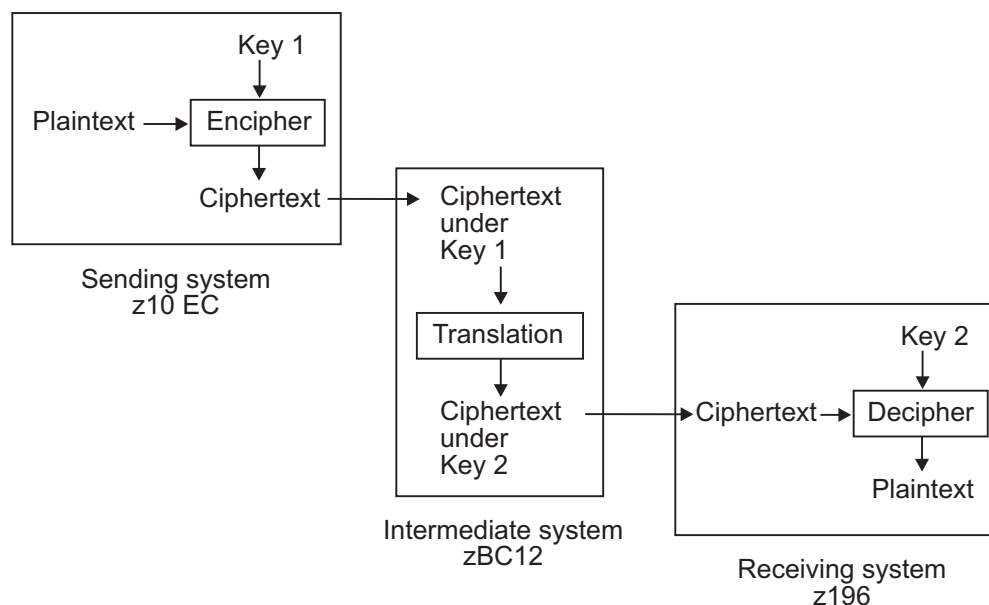 Key 1
Plaintext
Encipher
Ciphertext
Sending system
z10 EC
Ciphertext
under
Key 1
Translation
Ciphertext
under
Key 2
Intermediate system
zBC12
Key 2
Ciphertext
Decipher
Plaintext
Receiving system
z196